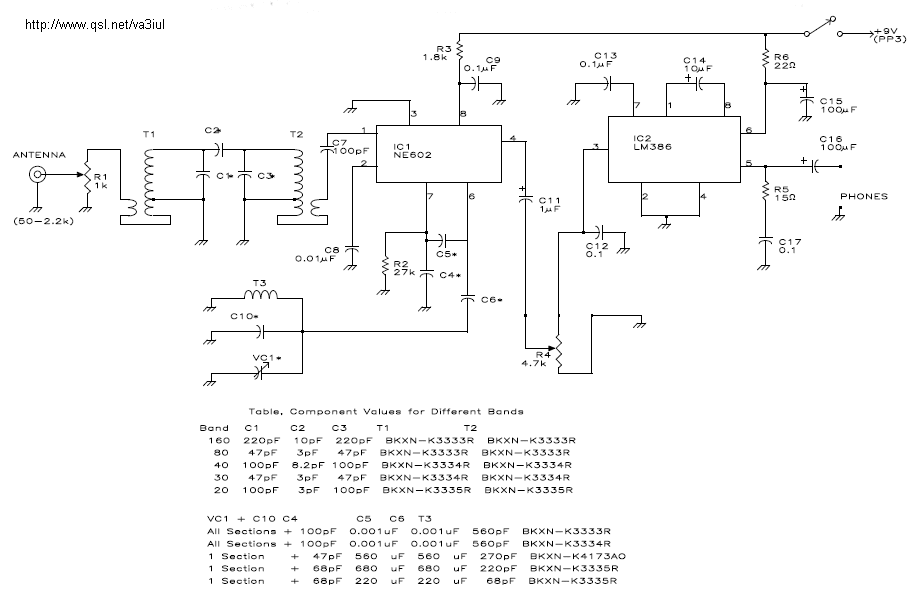 http://www.qsl.net/va3iul
+9V
(PP3)
R3
1.8k
C9
0.1µF
C13
0.1µF
C14
10µF
+
R6
22Ω
+
C15
100µF
3
8
7
1
8
T1
C2*
T2
C7
100pF
1
IC1
NE602
4
3
IC2
LM386
6
5
+
C16
100µF
ANTENNA
R1
1k
C1*
C3*
2
7
6
+
C11
1µF
2
4
R5
15Ω
PHONES
(50-2.2k)
C8
0.01µF
R2
27k
C5*
C4*
C12
0.1
C17
0.1
T3
C6*
C10*
VC1*
R4
4.7k
Table, Component Values for Different Bands
Band C1 C2 C3 T1 T2
160 220pF 10pF 220pF BKXN-K3333R BKXN-K3333R
80 47pF 3pF 47pF BKXN-K3333R BKXN-K3333R
40 100pF 8.2pF 100pF BKXN-K3334R BKXN-K3334R
30 47pF 3pF 47pF BKXN-K3334R BKXN-K3334R
20 100pF 3pF 100pF BKXN-K3335R BKXN-K3335R
VC1 + C10 C4 C5 C6 T3
All Sections + 100pF 0.001uF 0.001uF 560pF BKXN-K3333R
All Sections + 100pF 0.001uF 0.001uF 560pF BKXN-K3334R
1 Section + 47pF 560 uF 560 uF 270pF BKXN-K4173AO
1 Section + 68pF 680 uF 680 uF 220pF BKXN-K3335R
1 Section + 68pF 220 uF 220 uF 68pF BKXN-K3335R